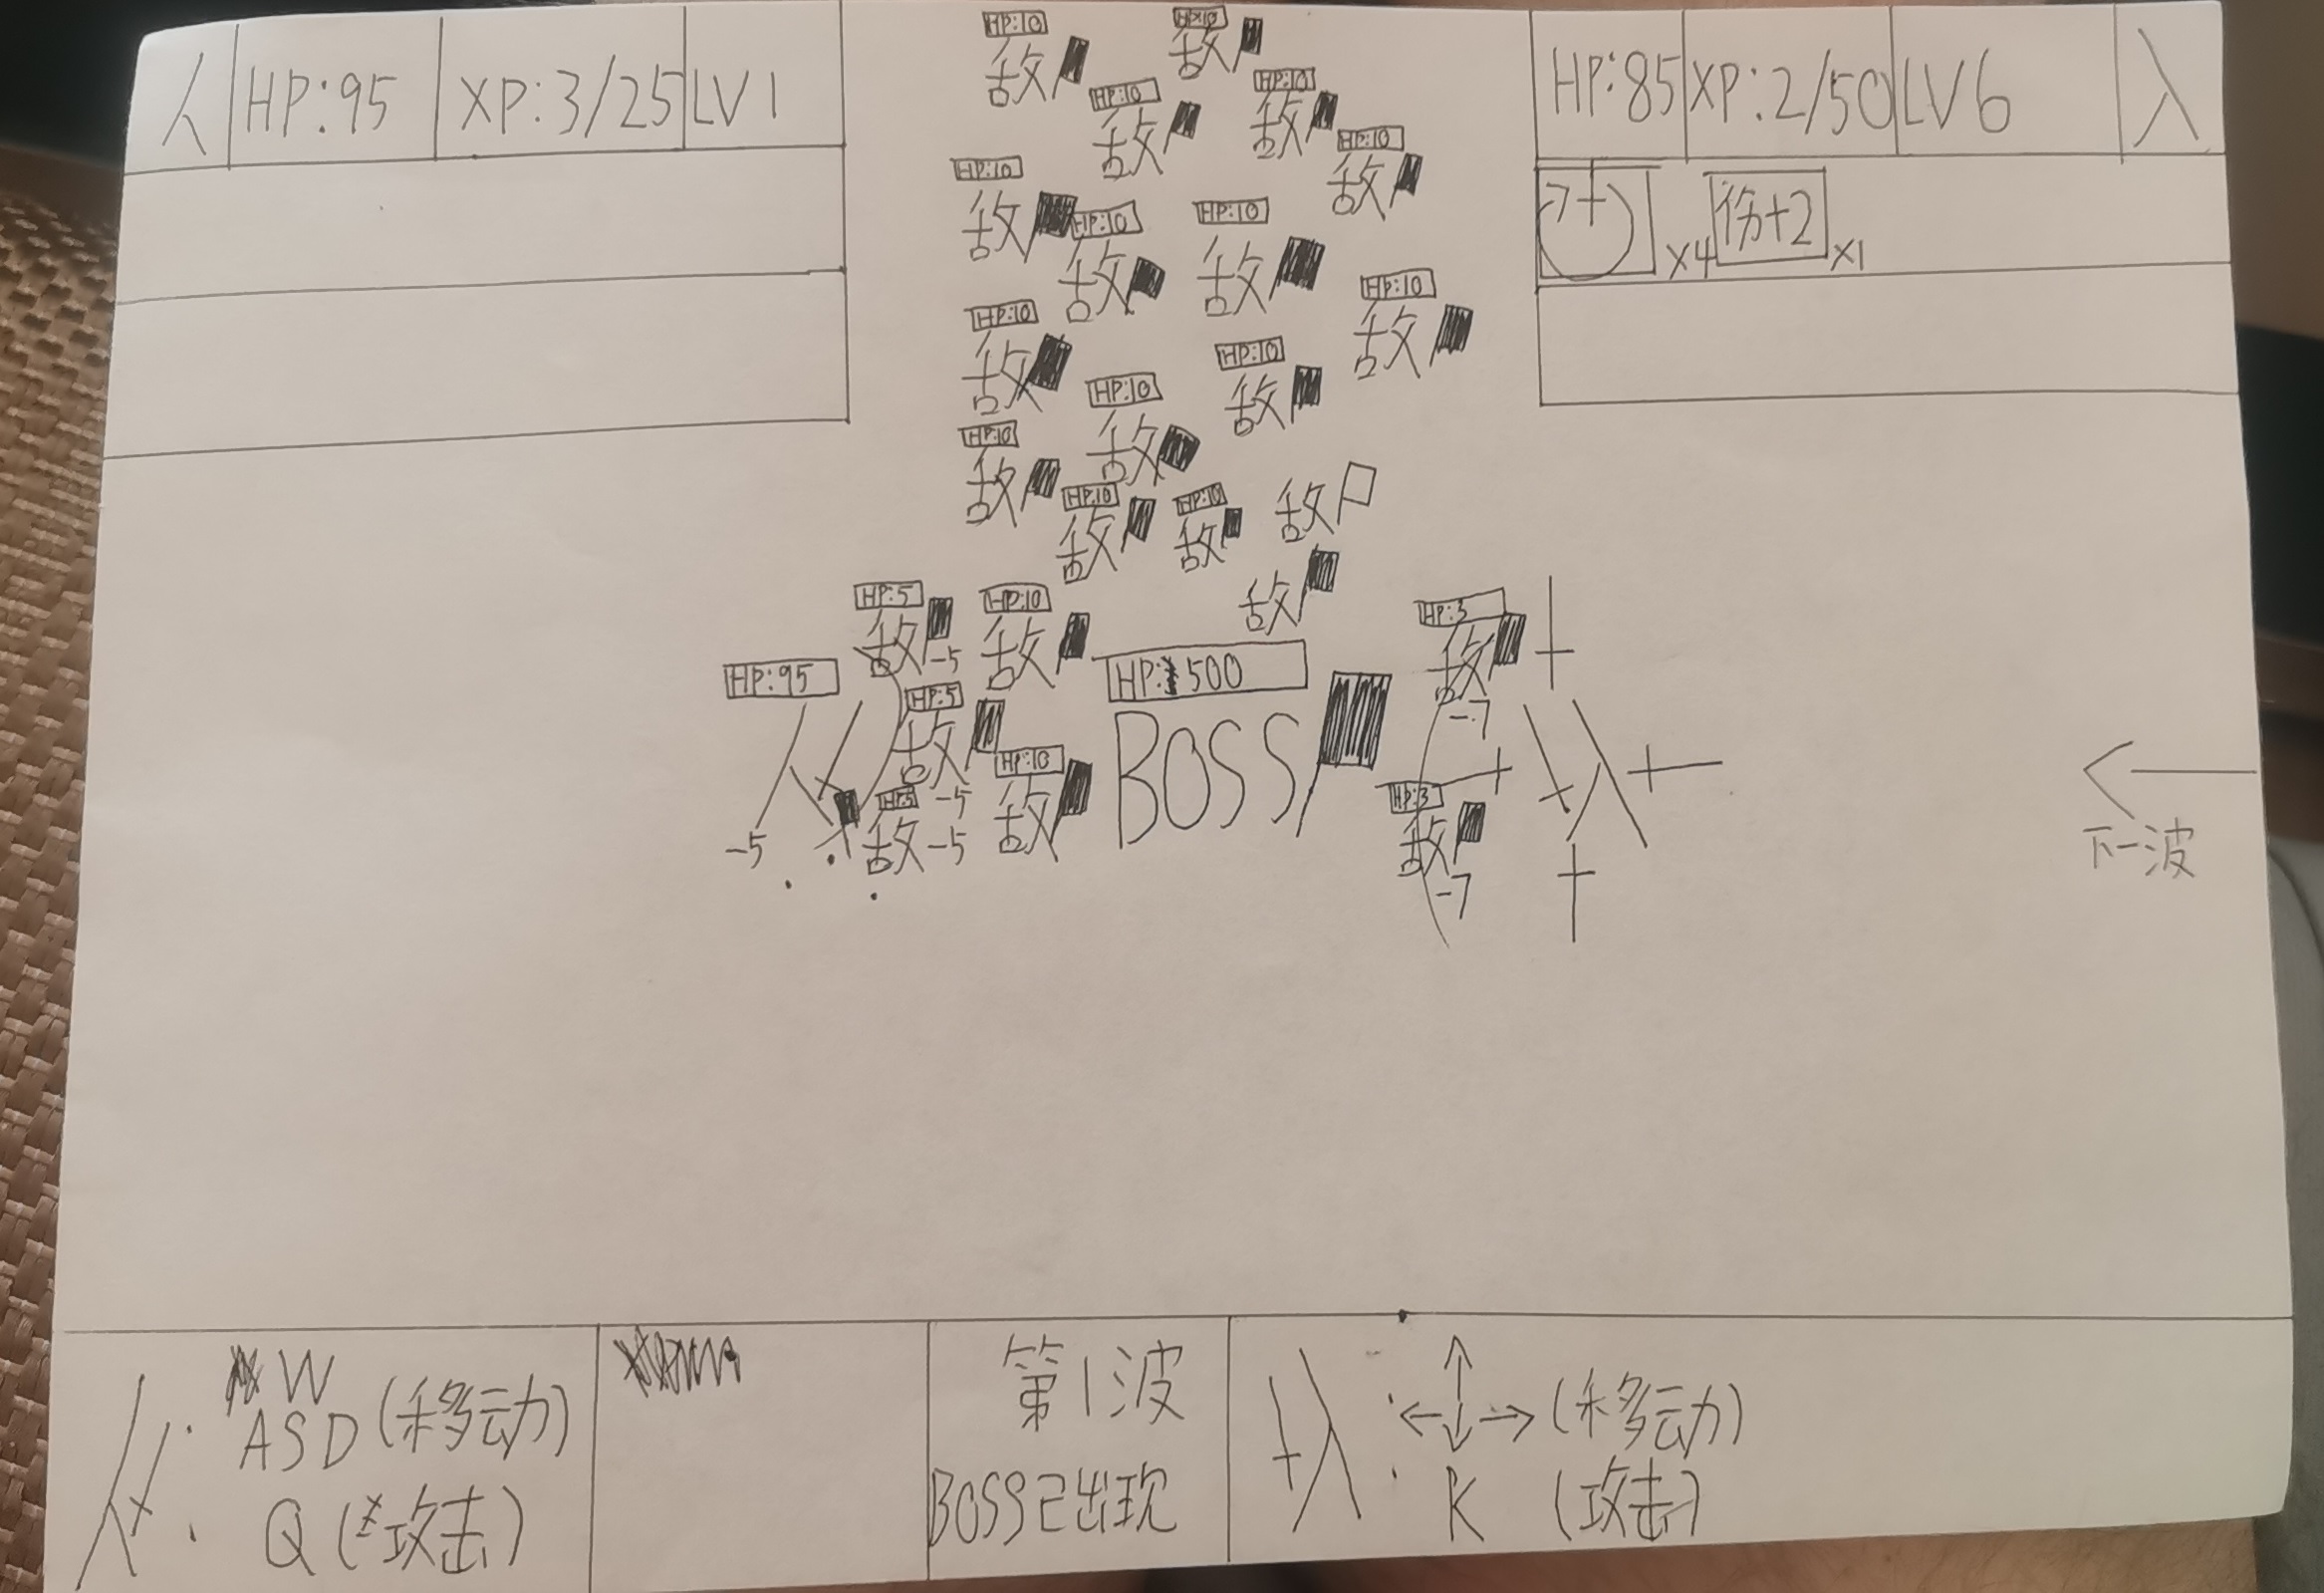 人 HP:95 XP:3/25 LV1
HP:85 XP:2/50 LV6 入
×4 伤+2 ×1
HP:10 HP:10
敌 敌
HP:10 HP:10
敌 敌
HP:10
敌
HP:10 HP:10 HP:10
敌 敌 敌
HP:10
敌
HP:10 HP:10
敌 敌
HP:10
敌
HP:10
敌
HP:10 HP:10 敌
敌 敌
敌
HP:5 HP:10 HP:3
敌 -5 敌 敌
HP:95 HP:5 HP:500 -7
人 敌 BOSS 入
HP:10 -5 HP:3
-5 HP:5 敌 -5 敌 敌
-7
下一波
人: W
ASD (移动)
Q (攻击)
第1波
BOSS已出现
入: ↑
←↓→ (移动)
K (攻击)